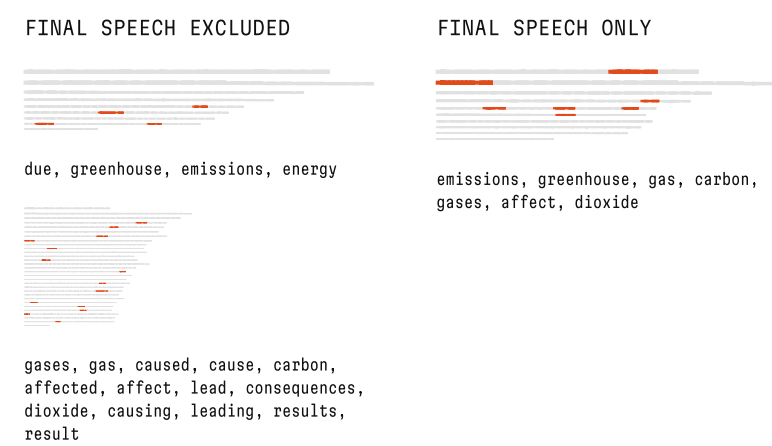 FINAL SPEECH EXCLUDED
due, greenhouse, emissions, energy
gases, gas, caused, cause, carbon,
affected, affect, lead, consequences,
dioxide, causing, leading, results,
result
FINAL SPEECH ONLY
emissions, greenhouse, gas, carbon,
gases, affect, dioxide